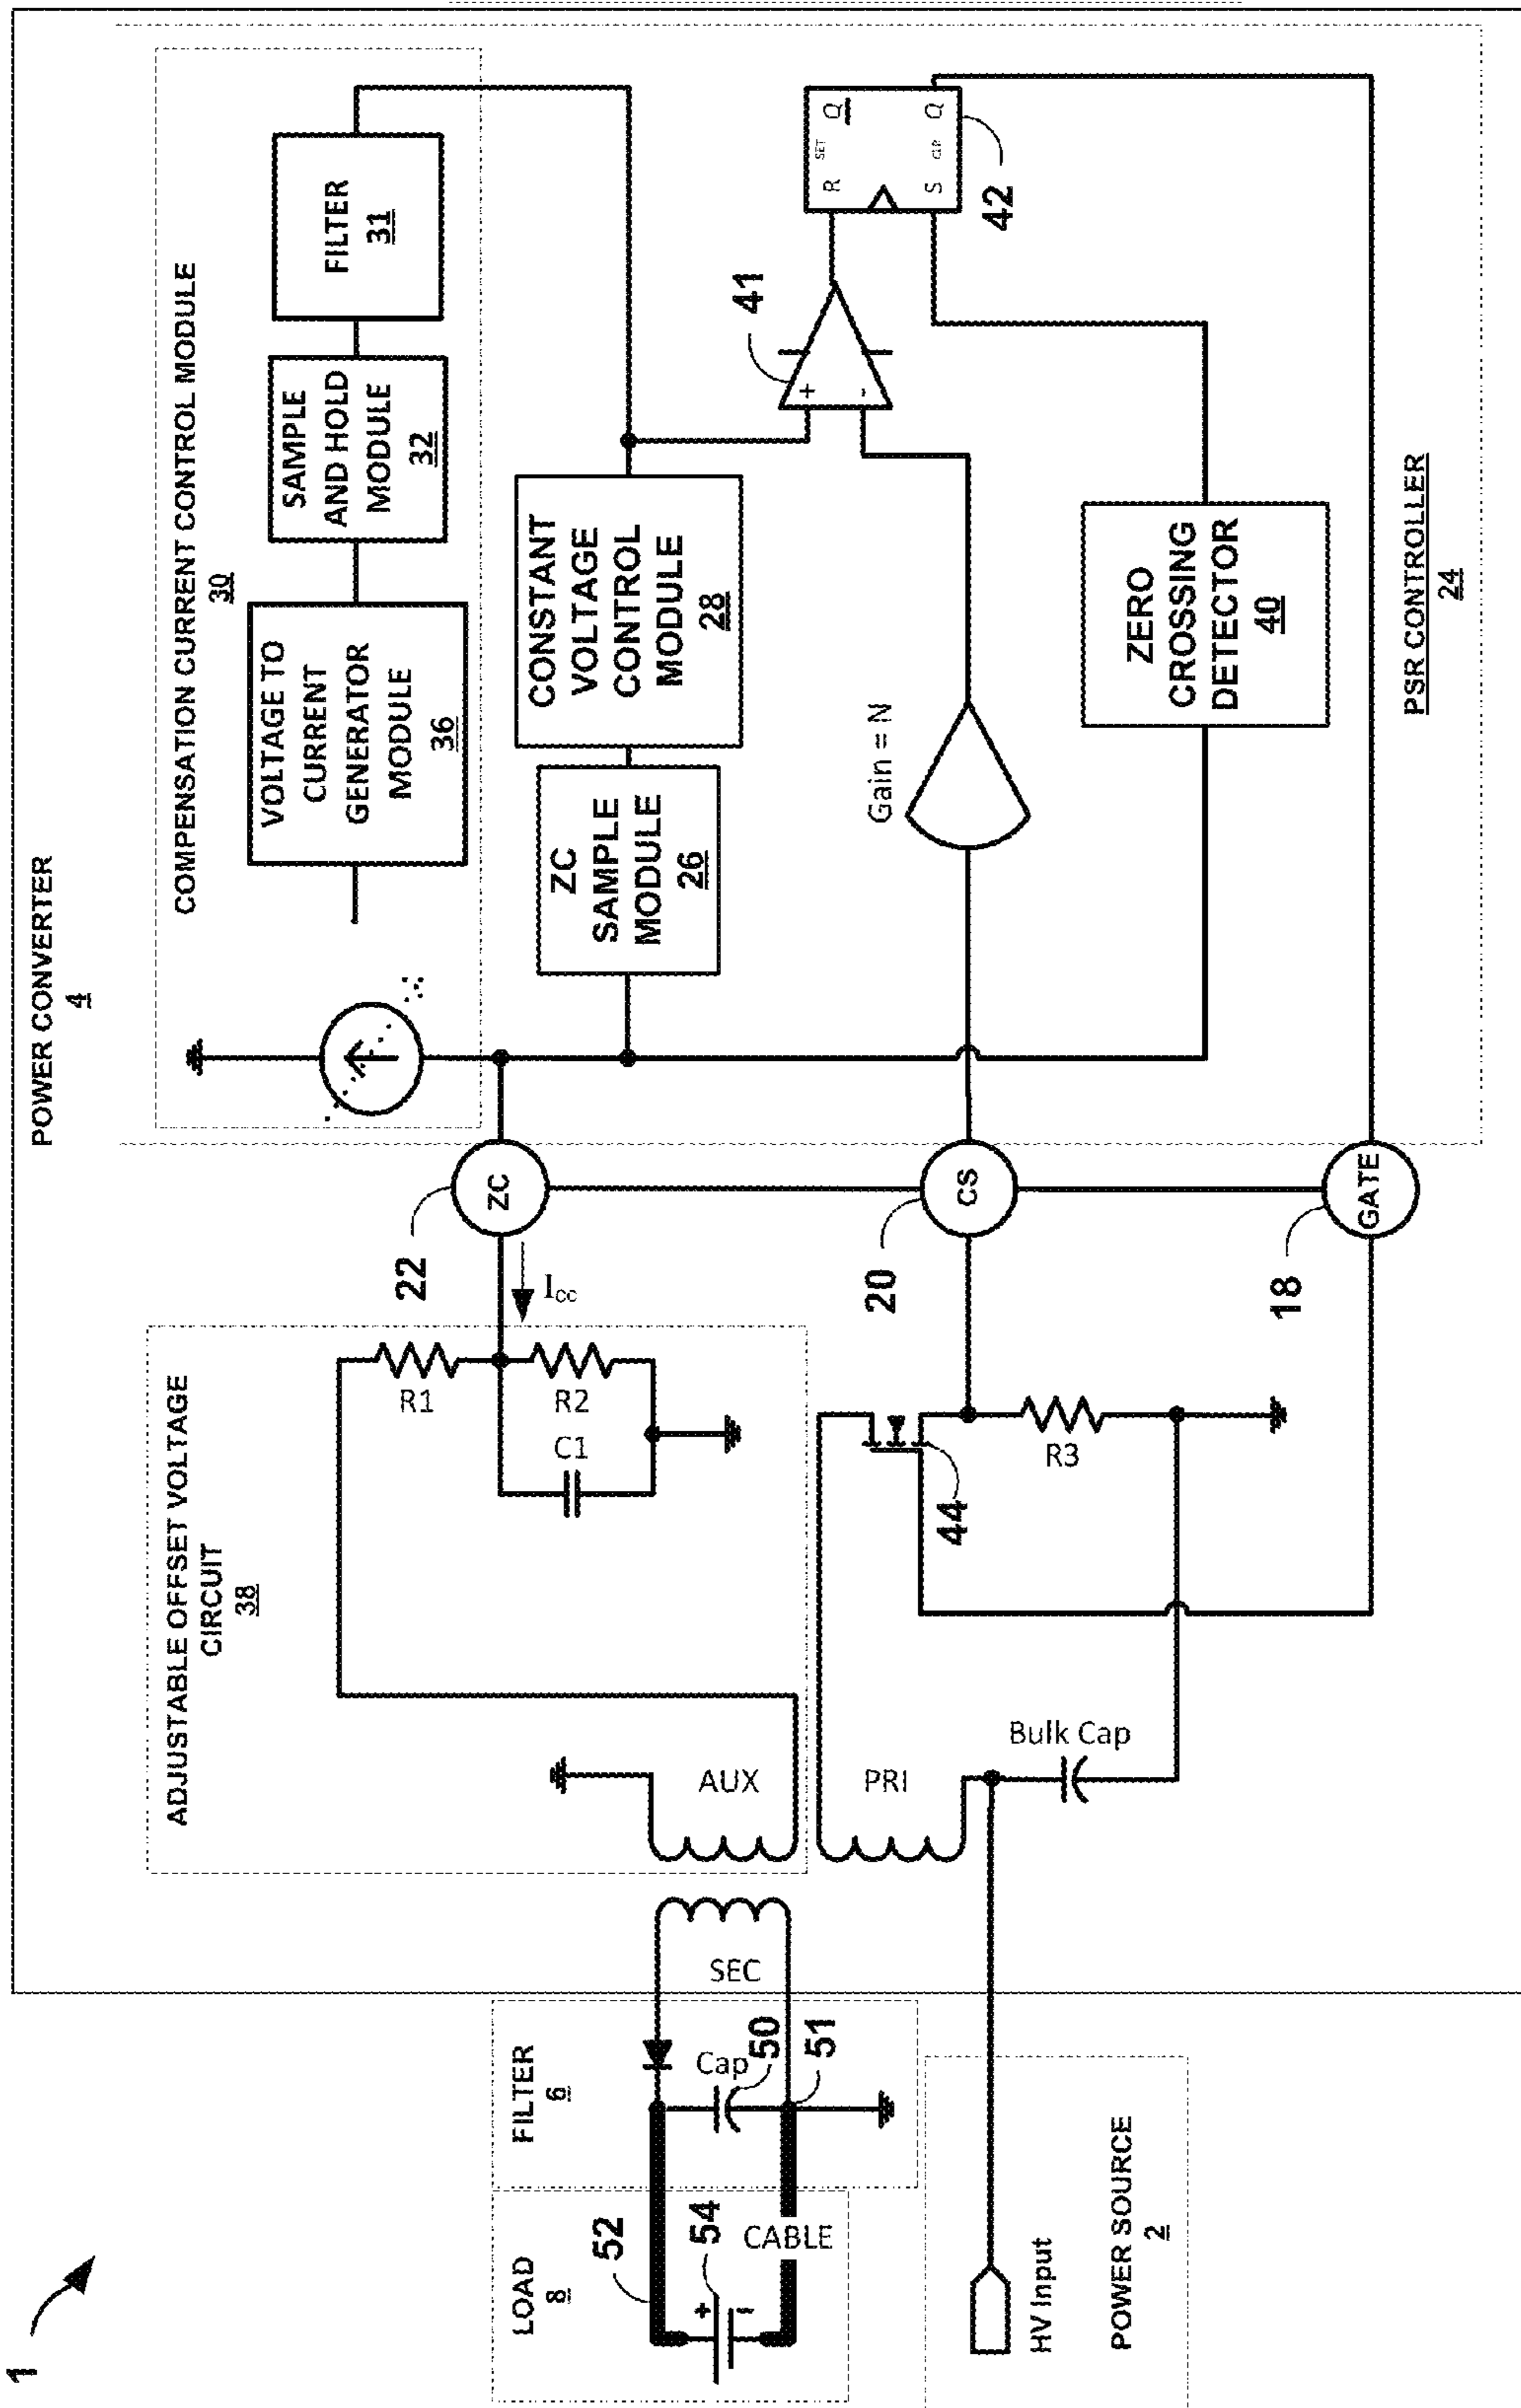 1
POWER CONVERTER
4
LOAD
8
52
54
+
-
CABLE
FILTER
6
Cap
50
51
SEC
POWER SOURCE
2
HV Input
ADJUSTABLE OFFSET VOLTAGE
CIRCUIT
38
AUX
PRI
Bulk Cap
R1
R2
C1
44
R3
22
ZC
Icc
20
CS
18
GATE
COMPENSATION CURRENT CONTROL MODULE
30
VOLTAGE TO
CURRENT
GENERATOR
MODULE
36
SAMPLE
AND HOLD
MODULE
32
FILTER
31
ZC
SAMPLE
MODULE
26
CONSTANT
VOLTAGE
CONTROL
MODULE
28
Gain = N
41
+
-
R
SET
Q
S
CLR
Q
42
ZERO
CROSSING
DETECTOR
40
PSR CONTROLLER
24